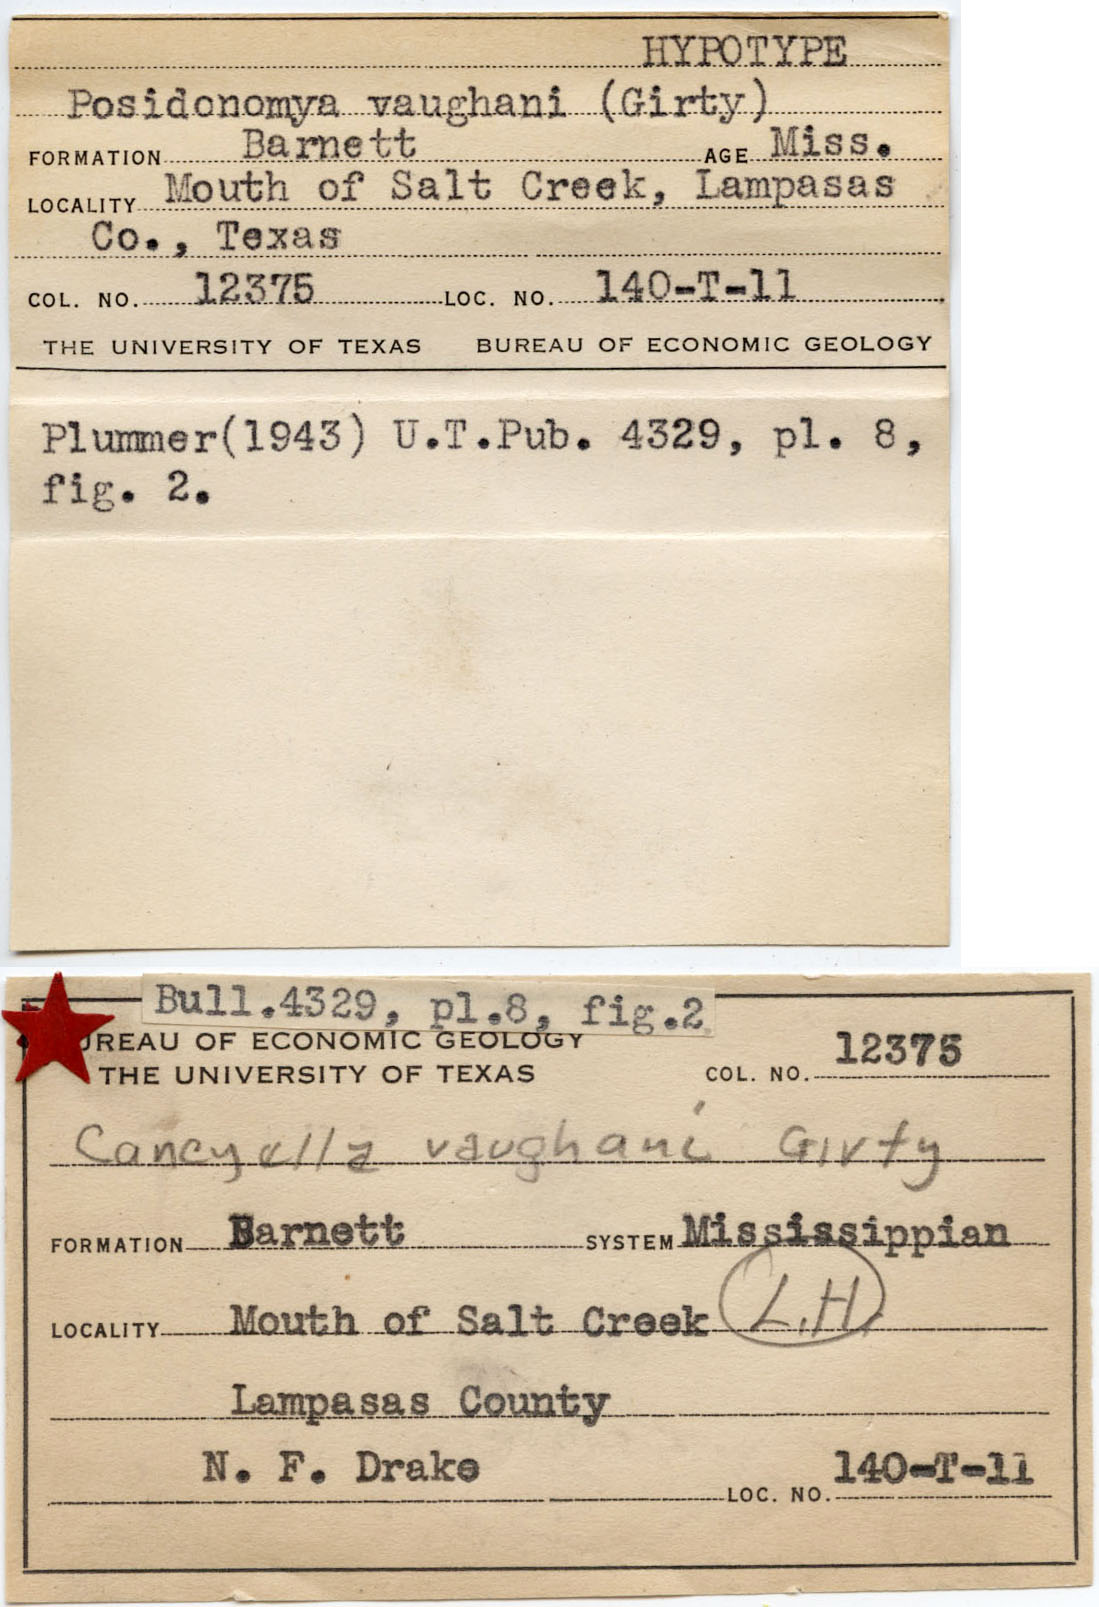 HYPOTYPE
Posidonomya vaughani (Girty)
FORMATION Barnett AGE Miss.
LOCALITY Mouth of Salt Creek, Lampasas
Co., Texas
COL. NO. 12375 LOC. NO. 140-T-11
THE UNIVERSITY OF TEXAS BUREAU OF ECONOMIC GEOLOGY
Plummer(1943) U.T.Pub. 4329, pl. 8,
fig. 2.
Bull.4329, pl.8, fig.2
UREAU OF ECONOMIC GEOLOGY
THE UNIVERSITY OF TEXAS
COL. NO. 12375
Caneyella vaughani Girty
FORMATION Barnett SYSTEM Mississippian
LOCALITY Mouth of Salt Creek L.H.
Lampasas County
N. F. Drake LOC. NO. 140-T-11